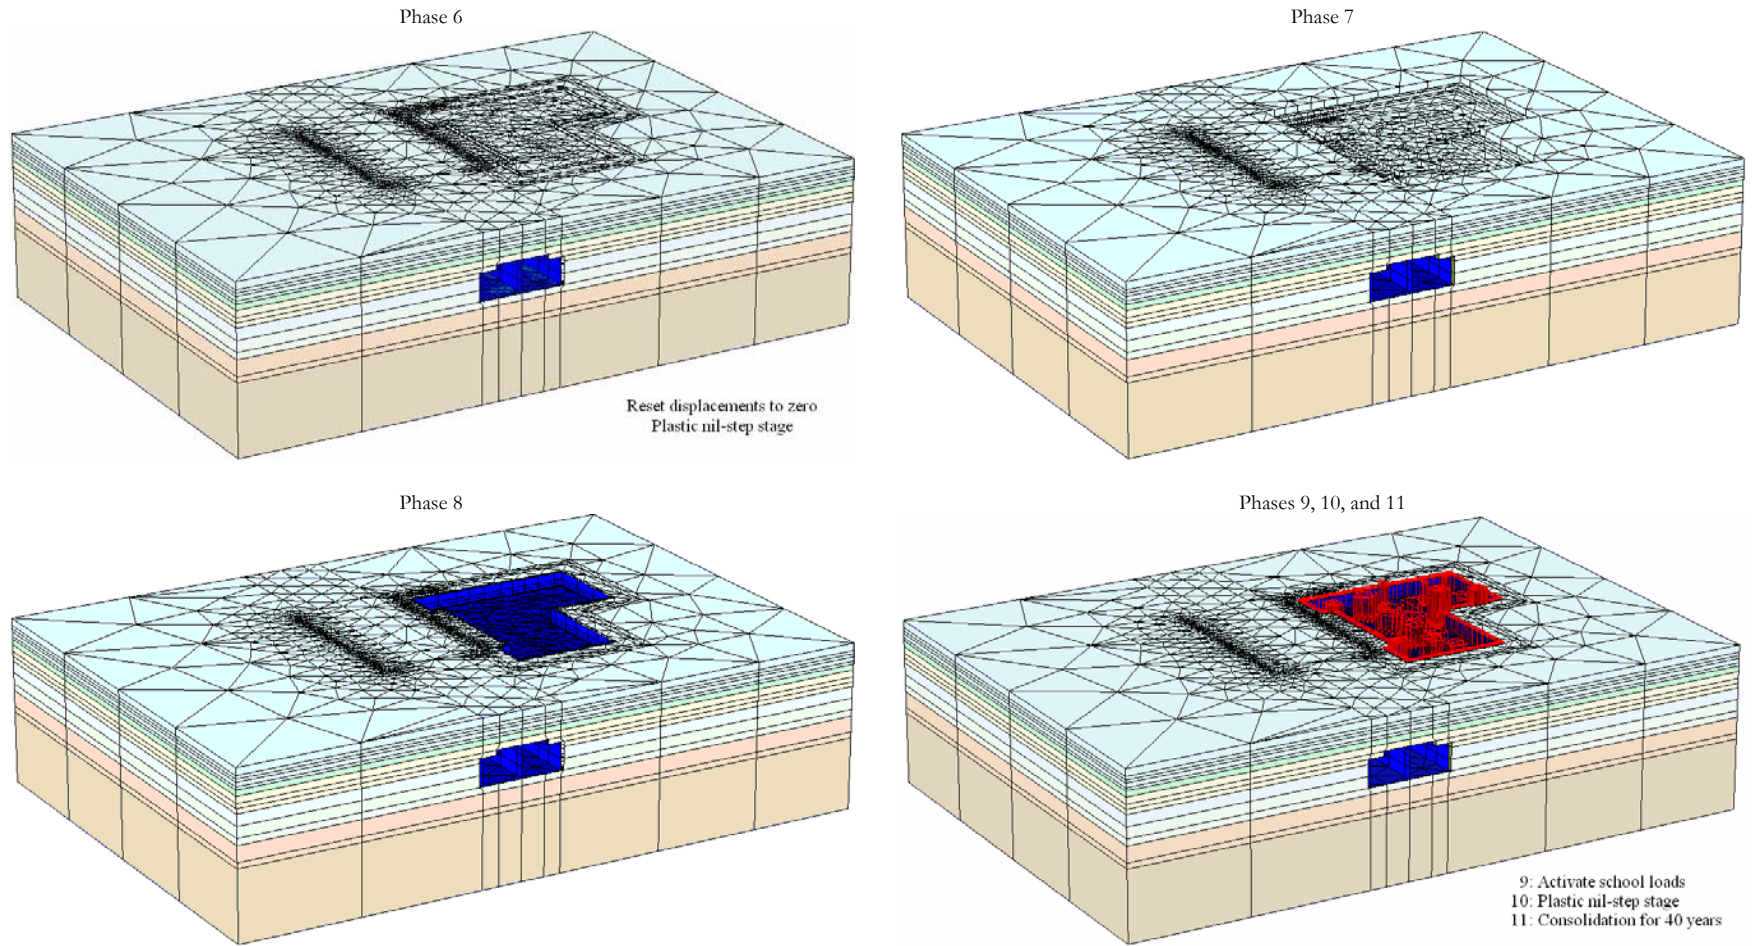 Phase 6
Phase 7
Reset displacements to zero
Plastic nil-step stage
Phase 8
Phases 9, 10, and 11
9: Activate school loads
10: Plastic nil-step stage
11: Consolidation for 40 years